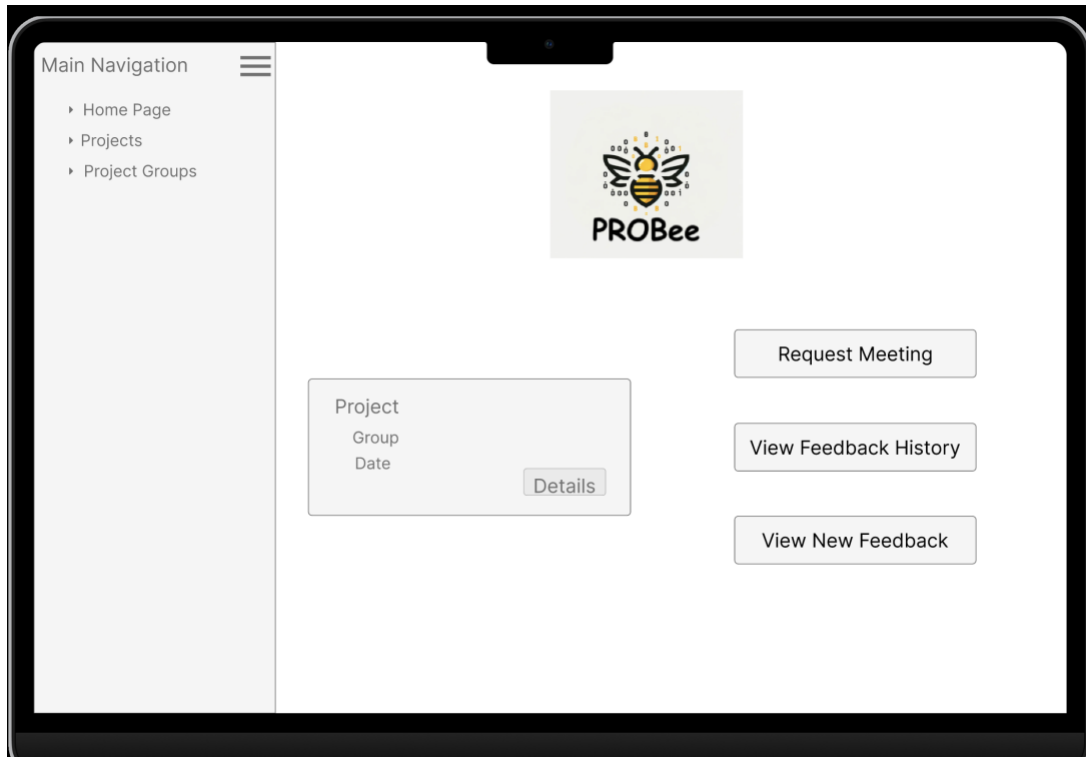 Main Navigation
Home Page
Projects
Project Groups
PROBee
Request Meeting
Project
Group
Date
Details
View Feedback History
View New Feedback